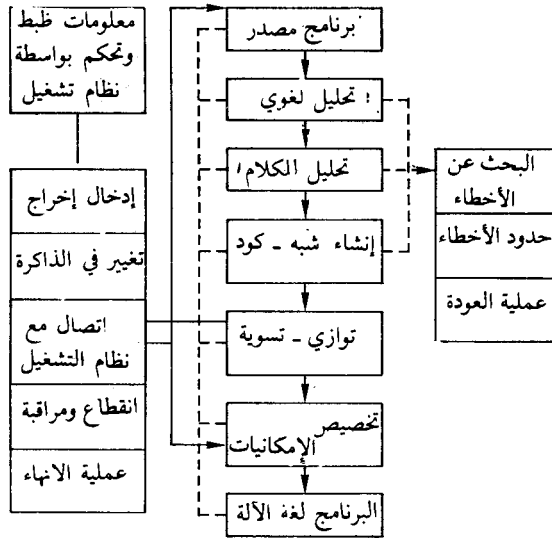 معلومات ظبط
وتحكم بواسطة
نظام تشغيل
إدخال إخراج
تغيير في الذاكرة
اتصال مع
نظام التشغيل
انقطاع ومراقبة
عملية الانهاء
برنامج مصدر
تحليل لغوي
تحليل الكلام
إنشاء شبه - كود
توازي - تسوية
تخصيص
الإمكانيات
البرنامج لغة الآلة
البحث عن
الأخطاء
حدود الأخطاء
عملية العودة